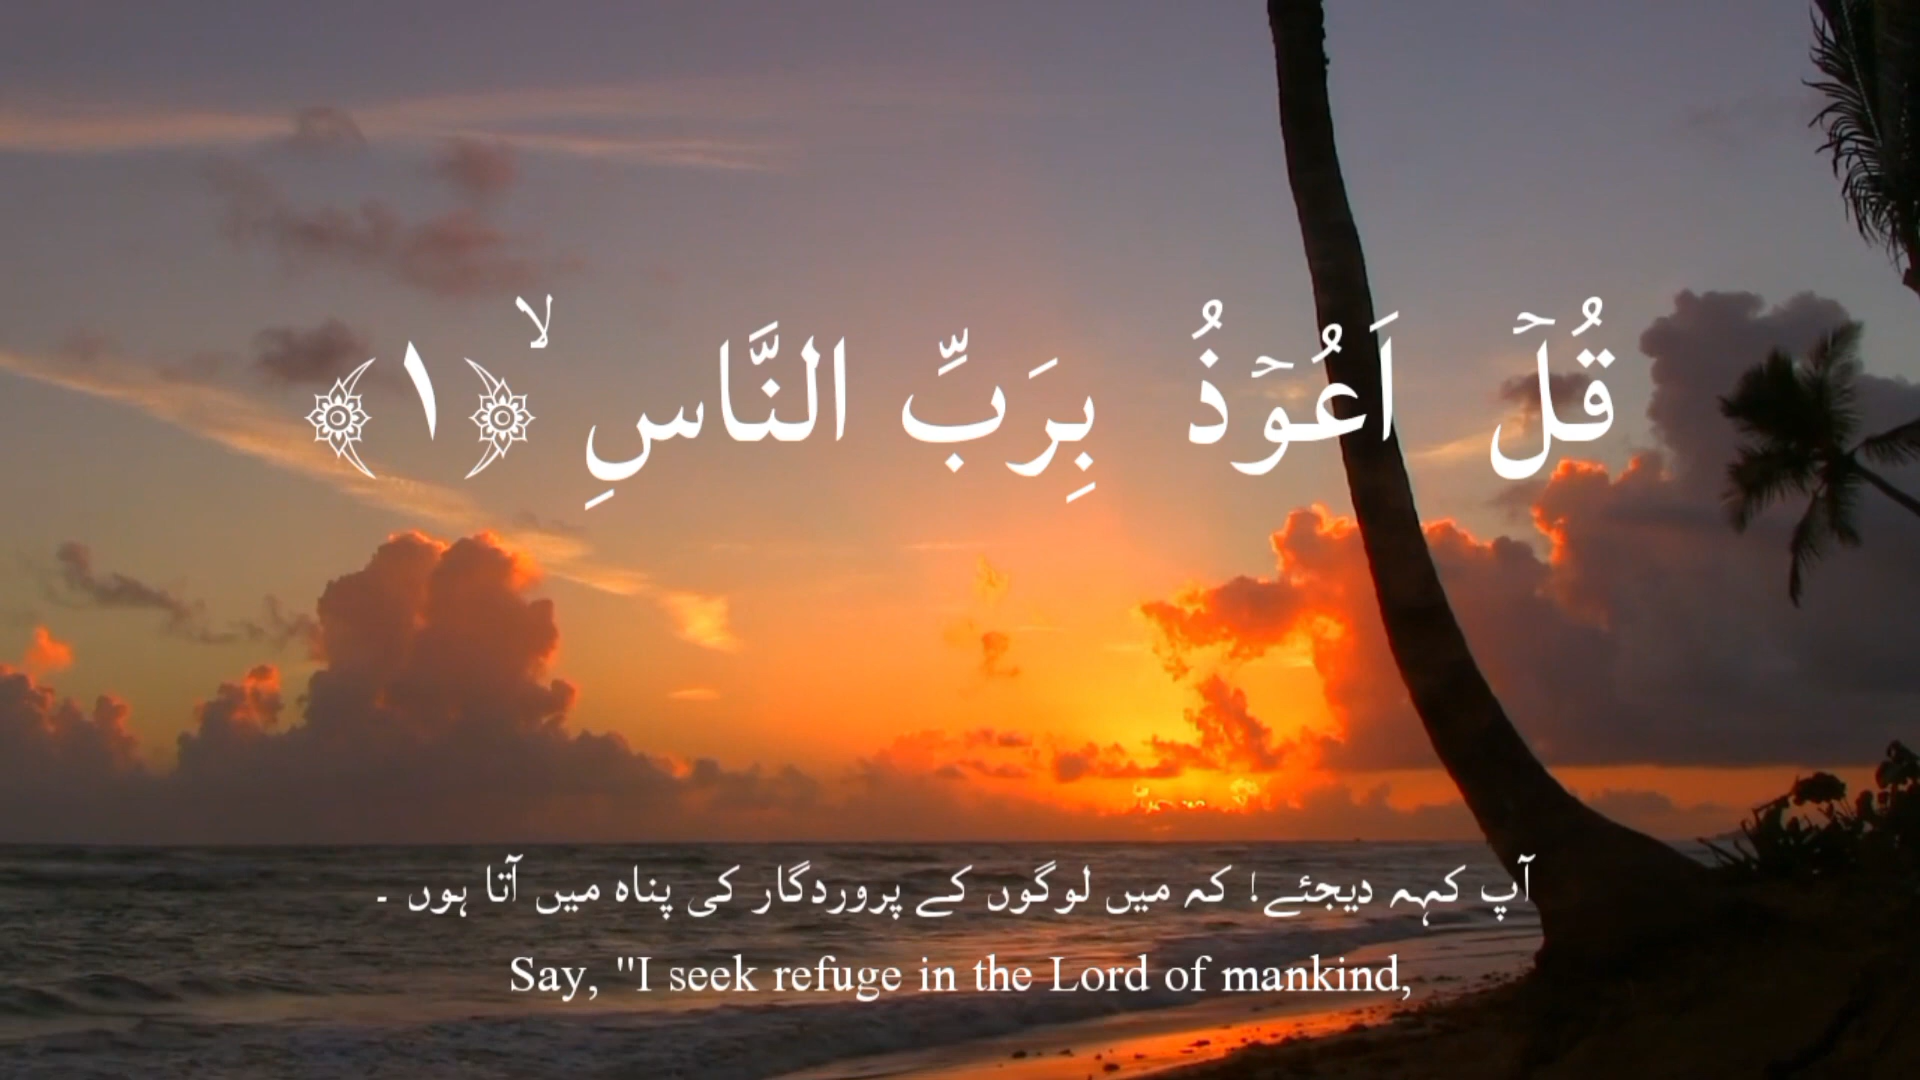 قُلۡ اَعُوۡذُ بِرَبِّ النَّاسِ ۙ﴿۱﴾
آپ کہہ دیجئے! کہ میں لوگوں کے پروردگار کی پناہ میں آتا ہوں ۔
Say, "I seek refuge in the Lord of mankind,